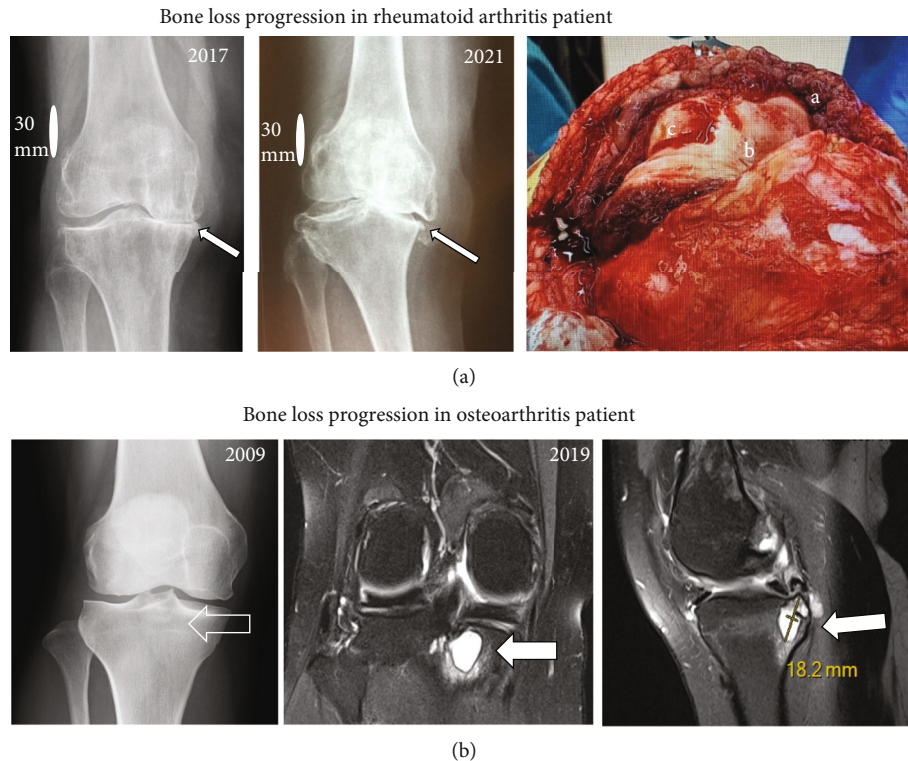 Bone loss progression in rheumatoid arthritis patient
2017
30
mm
2021
30
mm
a
c
b
(a)
Bone loss progression in osteoarthritis patient
2009
2019
18.2 mm
(b)